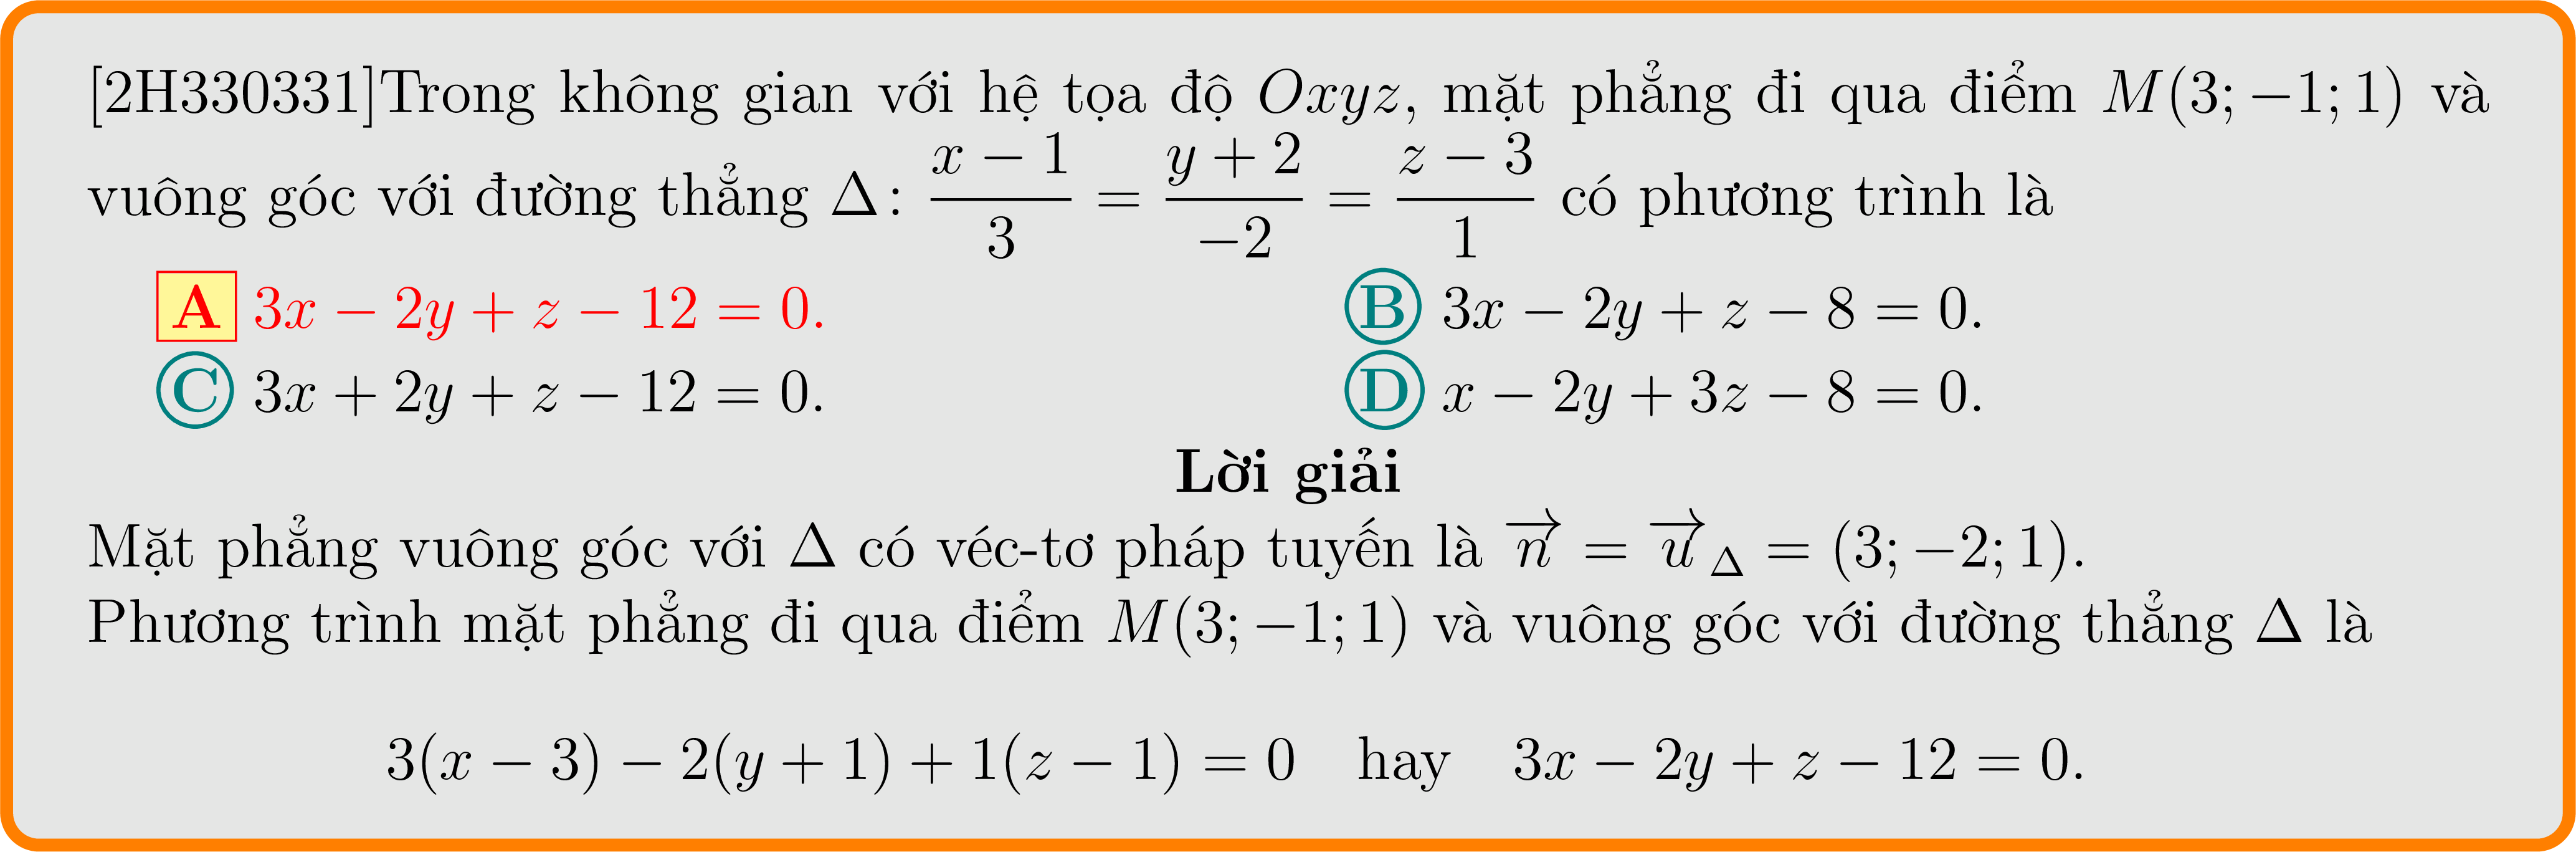 [2H330331]Trong không gian với hệ tọa độ Oxyz, mặt phẳng đi qua điểm M(3; −1; 1) và
vuông góc với đường thẳng Δ: \frac{x − 1}{3} = \frac{y + 2}{−2} = \frac{z − 3}{1} có phương trình là
A 3x − 2y + z − 12 = 0. B 3x − 2y + z − 8 = 0.
C 3x + 2y + z − 12 = 0. D x − 2y + 3z − 8 = 0.
Lời giải
Mặt phẳng vuông góc với Δ có véc-tơ pháp tuyến là \overrightarrow{n} = \overrightarrow{u}_Δ = (3; −2; 1).
Phương trình mặt phẳng đi qua điểm M(3; −1; 1) và vuông góc với đường thẳng Δ là
3(x − 3) − 2(y + 1) + 1(z − 1) = 0 hay 3x − 2y + z − 12 = 0.